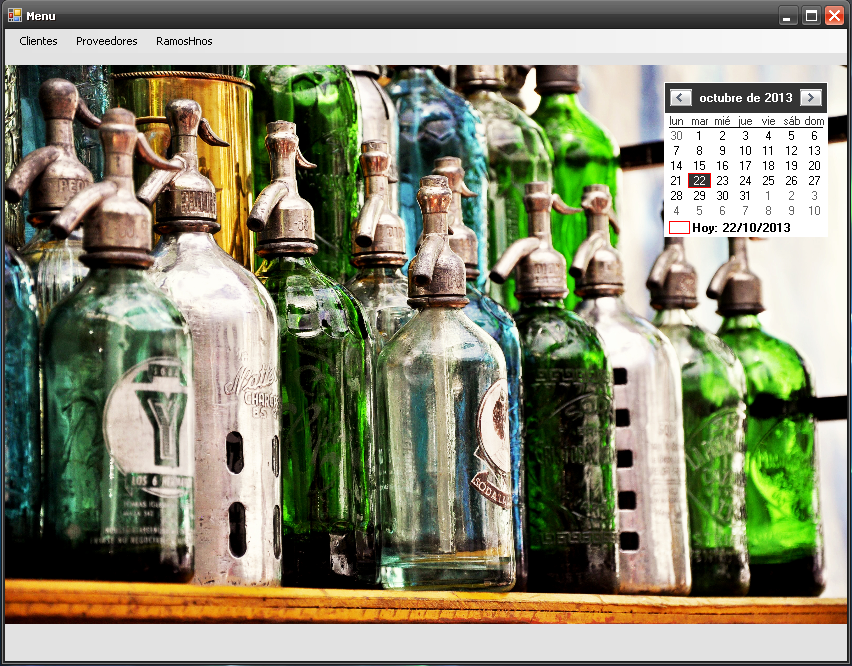 Menu
Clientes Proveedores RamosHnos
octubre de 2013
lun mar mié jue vie sáb dom
30 1 2 3 4 5 6
7 8 9 10 11 12 13
14 15 16 17 18 19 20
21 22 23 24 25 26 27
28 29 30 31 1 2 3
4 5 6 7 8 9 10
Hoy: 22/10/2013
Y
LOS 6
SODA